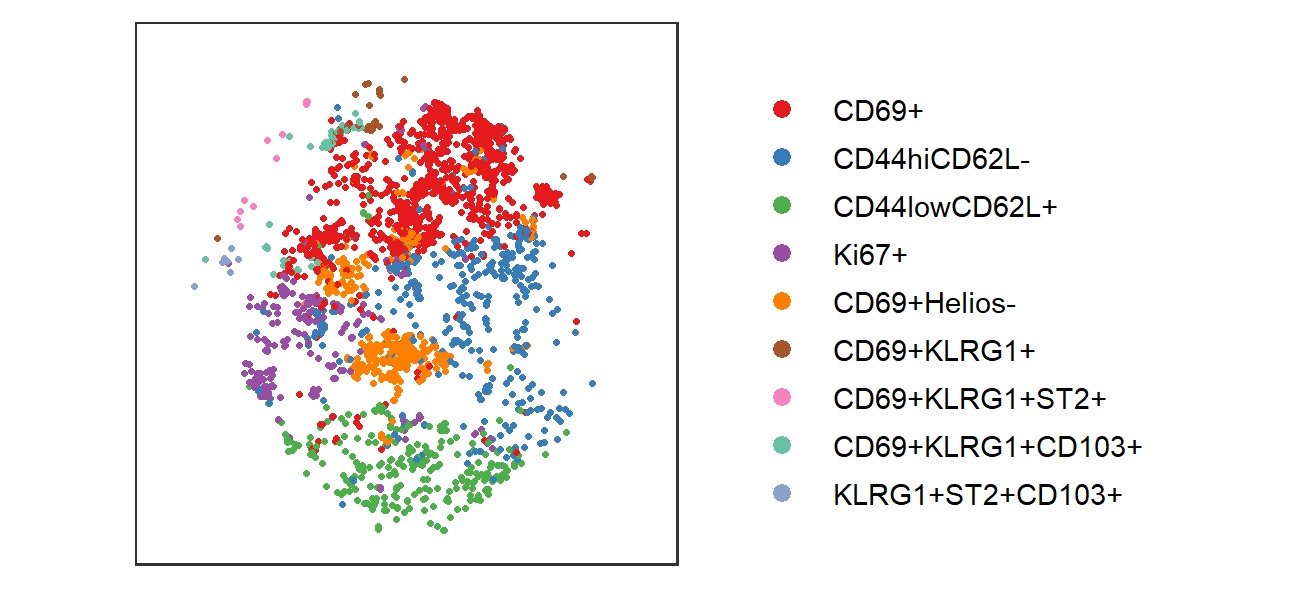 CD69+
CD44hiCD62L-
CD44lowCD62L+
Ki67+
CD69+Helios-
CD69+KLRG1+
CD69+KLRG1+ST2+
CD69+KLRG1+CD103+
KLRG1+ST2+CD103+